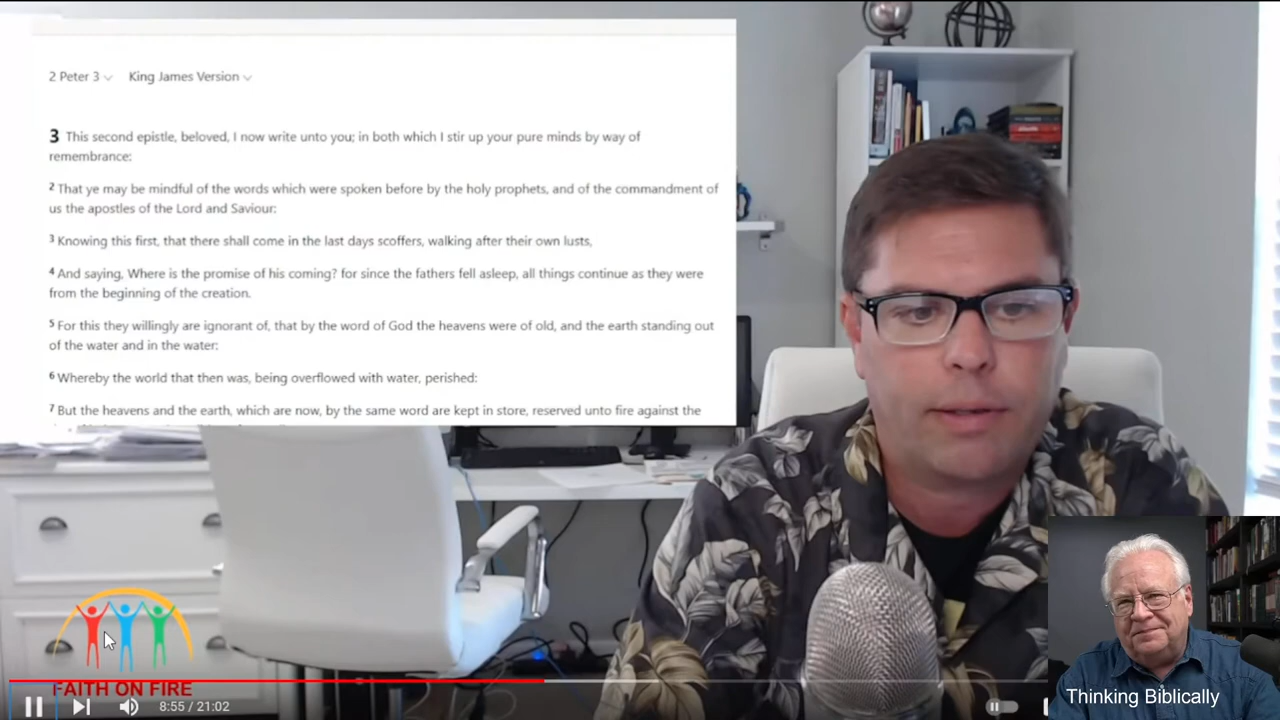 2 Peter 3 King James Version
3 This second epistle, beloved, I now write unto you; in both which I stir up your pure minds by way of
remembrance:
2 That ye may be mindful of the words which were spoken before by the holy prophets, and of the commandment of
us the apostles of the Lord and Saviour:
3 Knowing this first, that there shall come in the last days scoffers, walking after their own lusts,
4 And saying, Where is the promise of his coming? for since the fathers fell asleep, all things continue as they were
from the beginning of the creation.
5 For this they willingly are ignorant of, that by the word of God the heavens were of old, and the earth standing out
of the water and in the water:
6 Whereby the world that then was, being overflowed with water, perished:
7 But the heavens and the earth, which are now, by the same word are kept in store, reserved unto fire against the
FAITH ON FIRE
8:55 / 21:02
Thinking Biblically